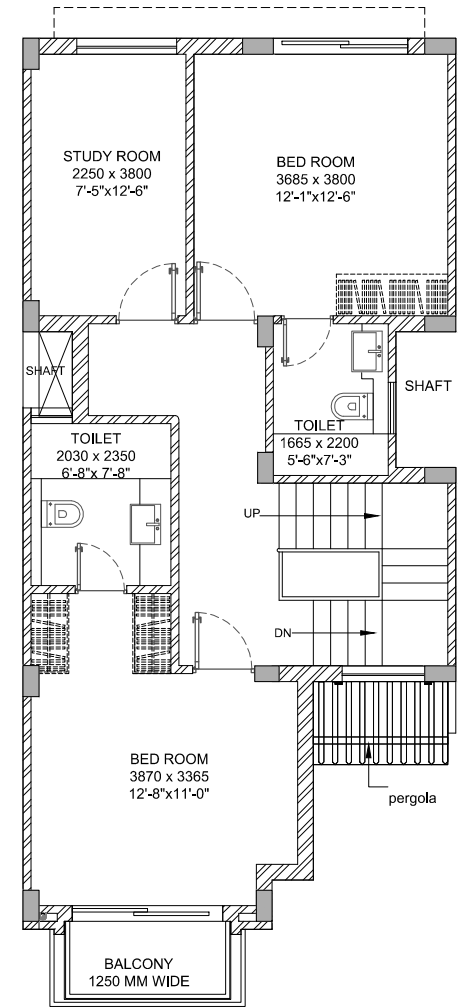 STUDY ROOM
2250 x 3800
7'-5"x12'-6"
BED ROOM
3685 x 3800
12'-1"x12'-6"
SHAFT
SHAFT
TOILET
2030 x 2350
6'-8"x 7'-8"
TOILET
1665 x 2200
5'-6"x7'-3"
UP
DN
BED ROOM
3870 x 3365
12'-8"x11'-0"
pergola
BALCONY
1250 MM WIDE